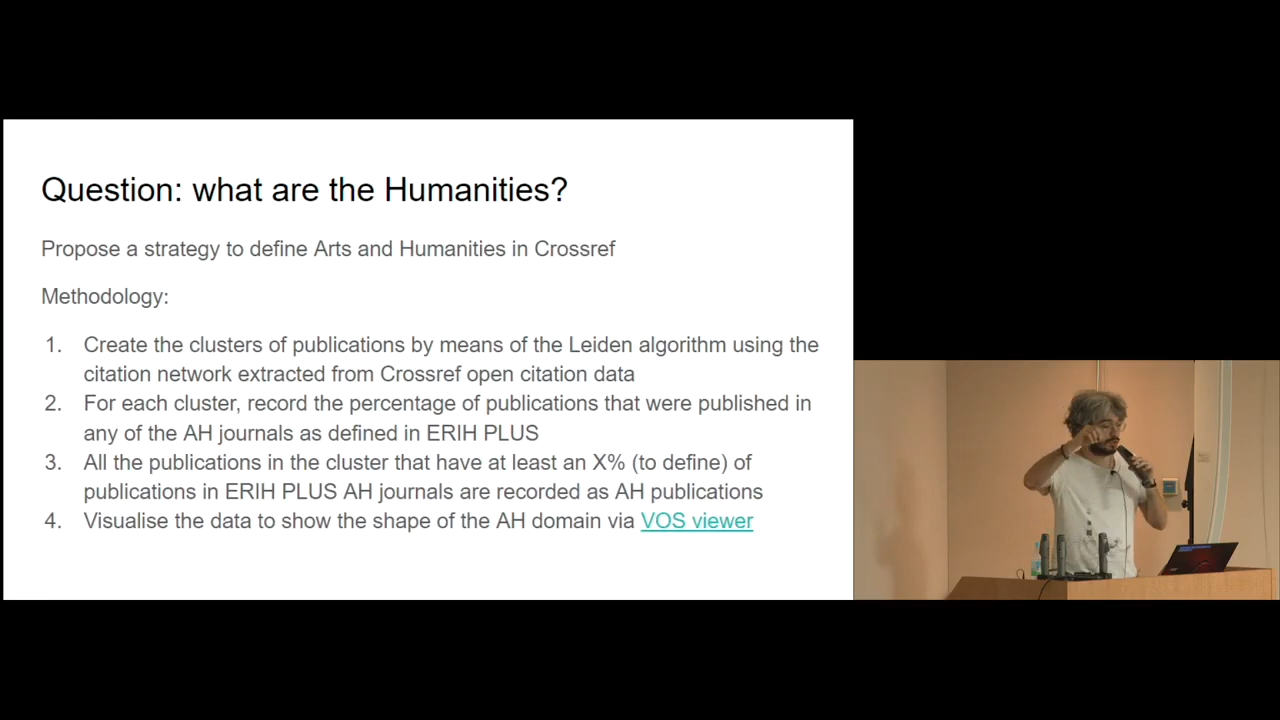 Question: what are the Humanities?
Propose a strategy to define Arts and Humanities in Crossref
Methodology:
1. Create the clusters of publications by means of the Leiden algorithm using the
citation network extracted from Crossref open citation data
2. For each cluster, record the percentage of publications that were published in
any of the AH journals as defined in ERIH PLUS
3. All the publications in the cluster that have at least an X% (to define) of
publications in ERIH PLUS AH journals are recorded as AH publications
4. Visualise the data to show the shape of the AH domain via VOS viewer